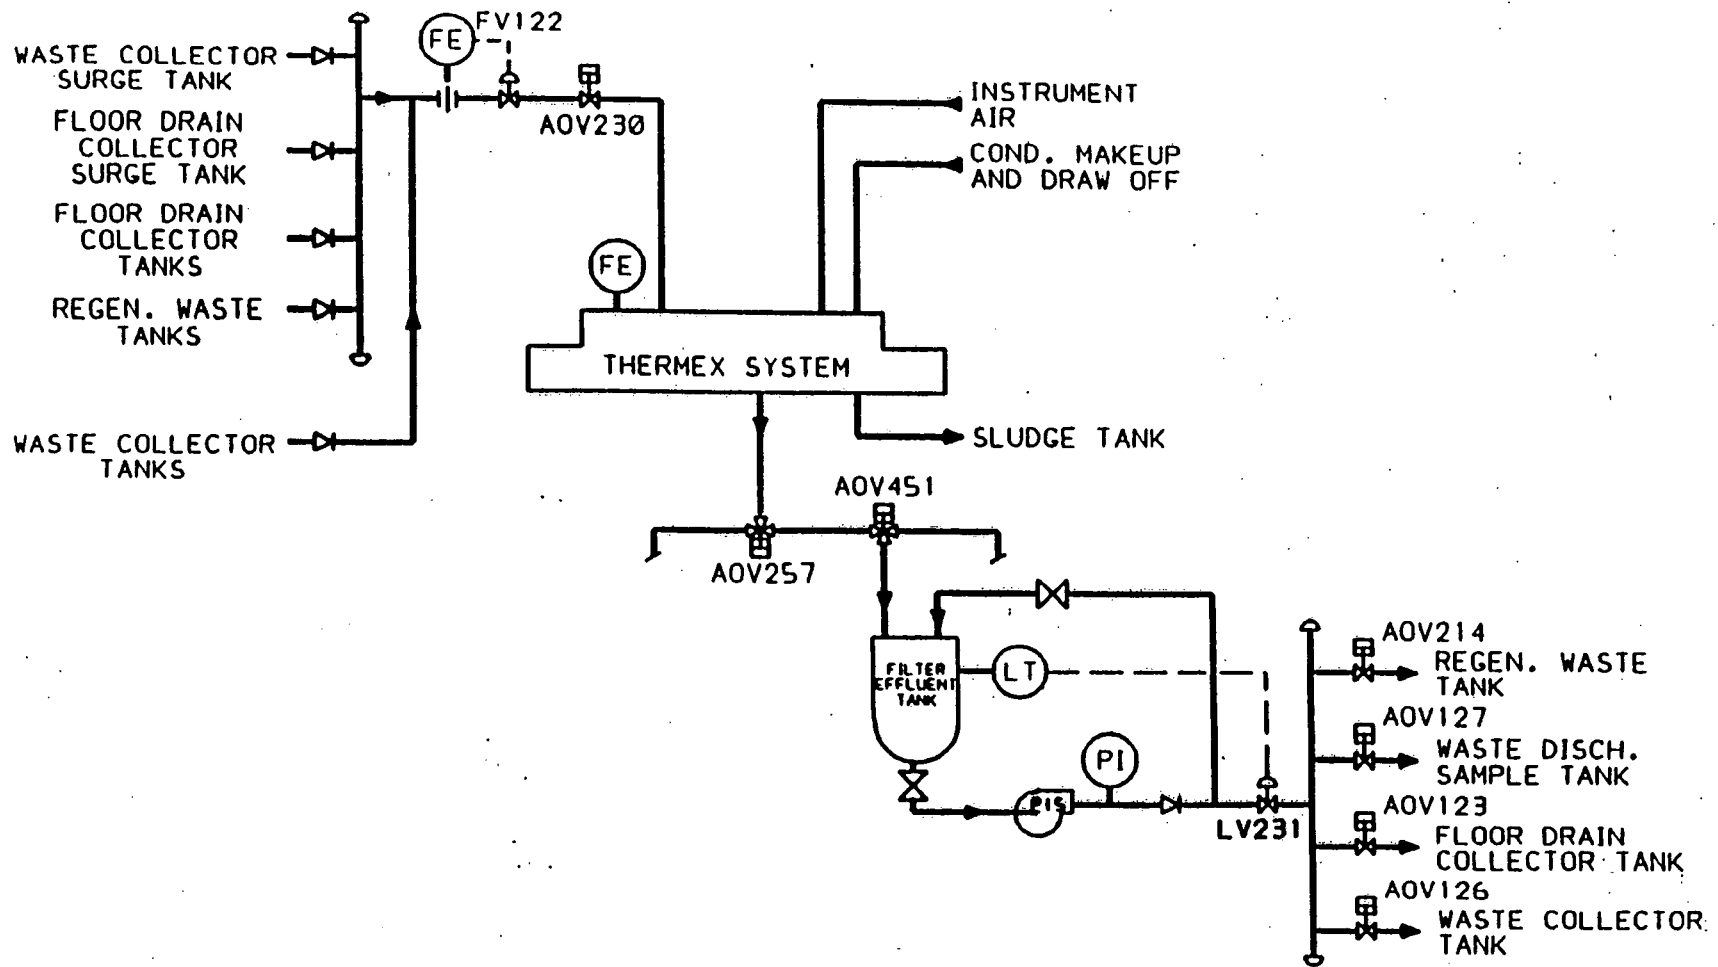 FV122
FE
WASTE COLLECTOR
SURGE TANK
AOV230
FLOOR DRAIN
COLLECTOR
SURGE TANK
FLOOR DRAIN
COLLECTOR
TANKS
REGEN. WASTE
TANKS
WASTE COLLECTOR
TANKS
INSTRUMENT
AIR
COND. MAKEUP
AND DRAW OFF
FE
THERMEX SYSTEM
SLUDGE TANK
AOV451
AOV257
FILTER
EFFLUENT
TANK
LT
PI
P15
LV231
AOV214
REGEN. WASTE
TANK
AOV127
WASTE DISCH.
SAMPLE TANK
AOV123
FLOOR DRAIN
COLLECTOR TANK
AOV126
WASTE COLLECTOR
TANK